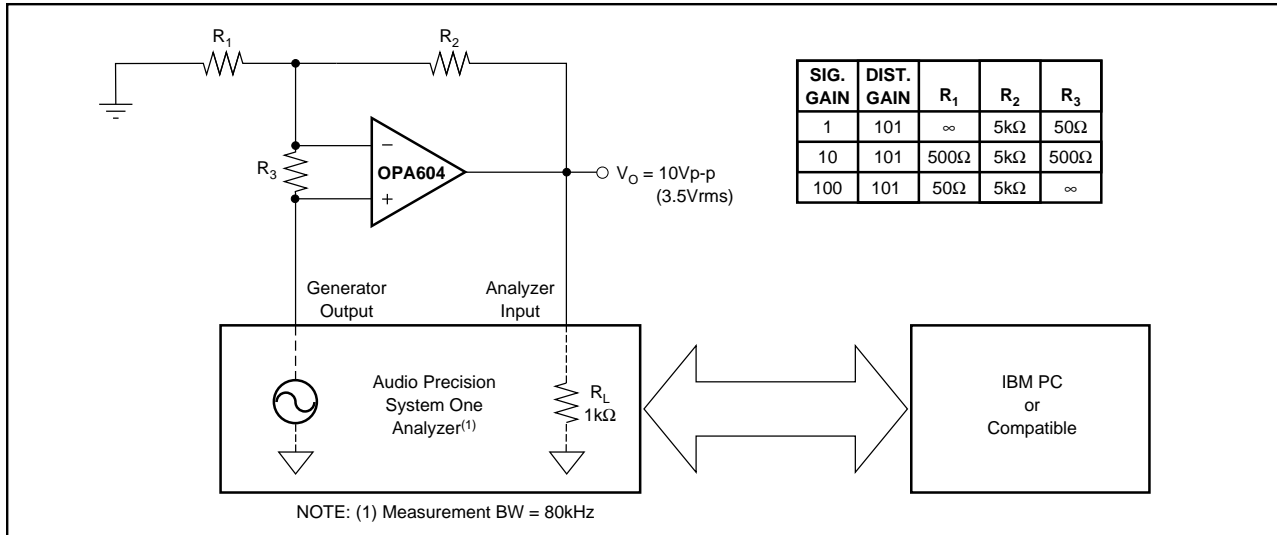 R1
R2
R3
−
OPA604
+
VO = 10Vp-p
(3.5Vrms)
SIG. GAIN DIST. GAIN R1 R2 R3
1 101 ∞ 5kΩ 50Ω
10 101 500Ω 5kΩ 500Ω
100 101 50Ω 5kΩ ∞
Generator
Output
Analyzer
Input
Audio Precision
System One
Analyzer(1)
RL
1kΩ
IBM PC
or
Compatible
NOTE: (1) Measurement BW = 80kHz